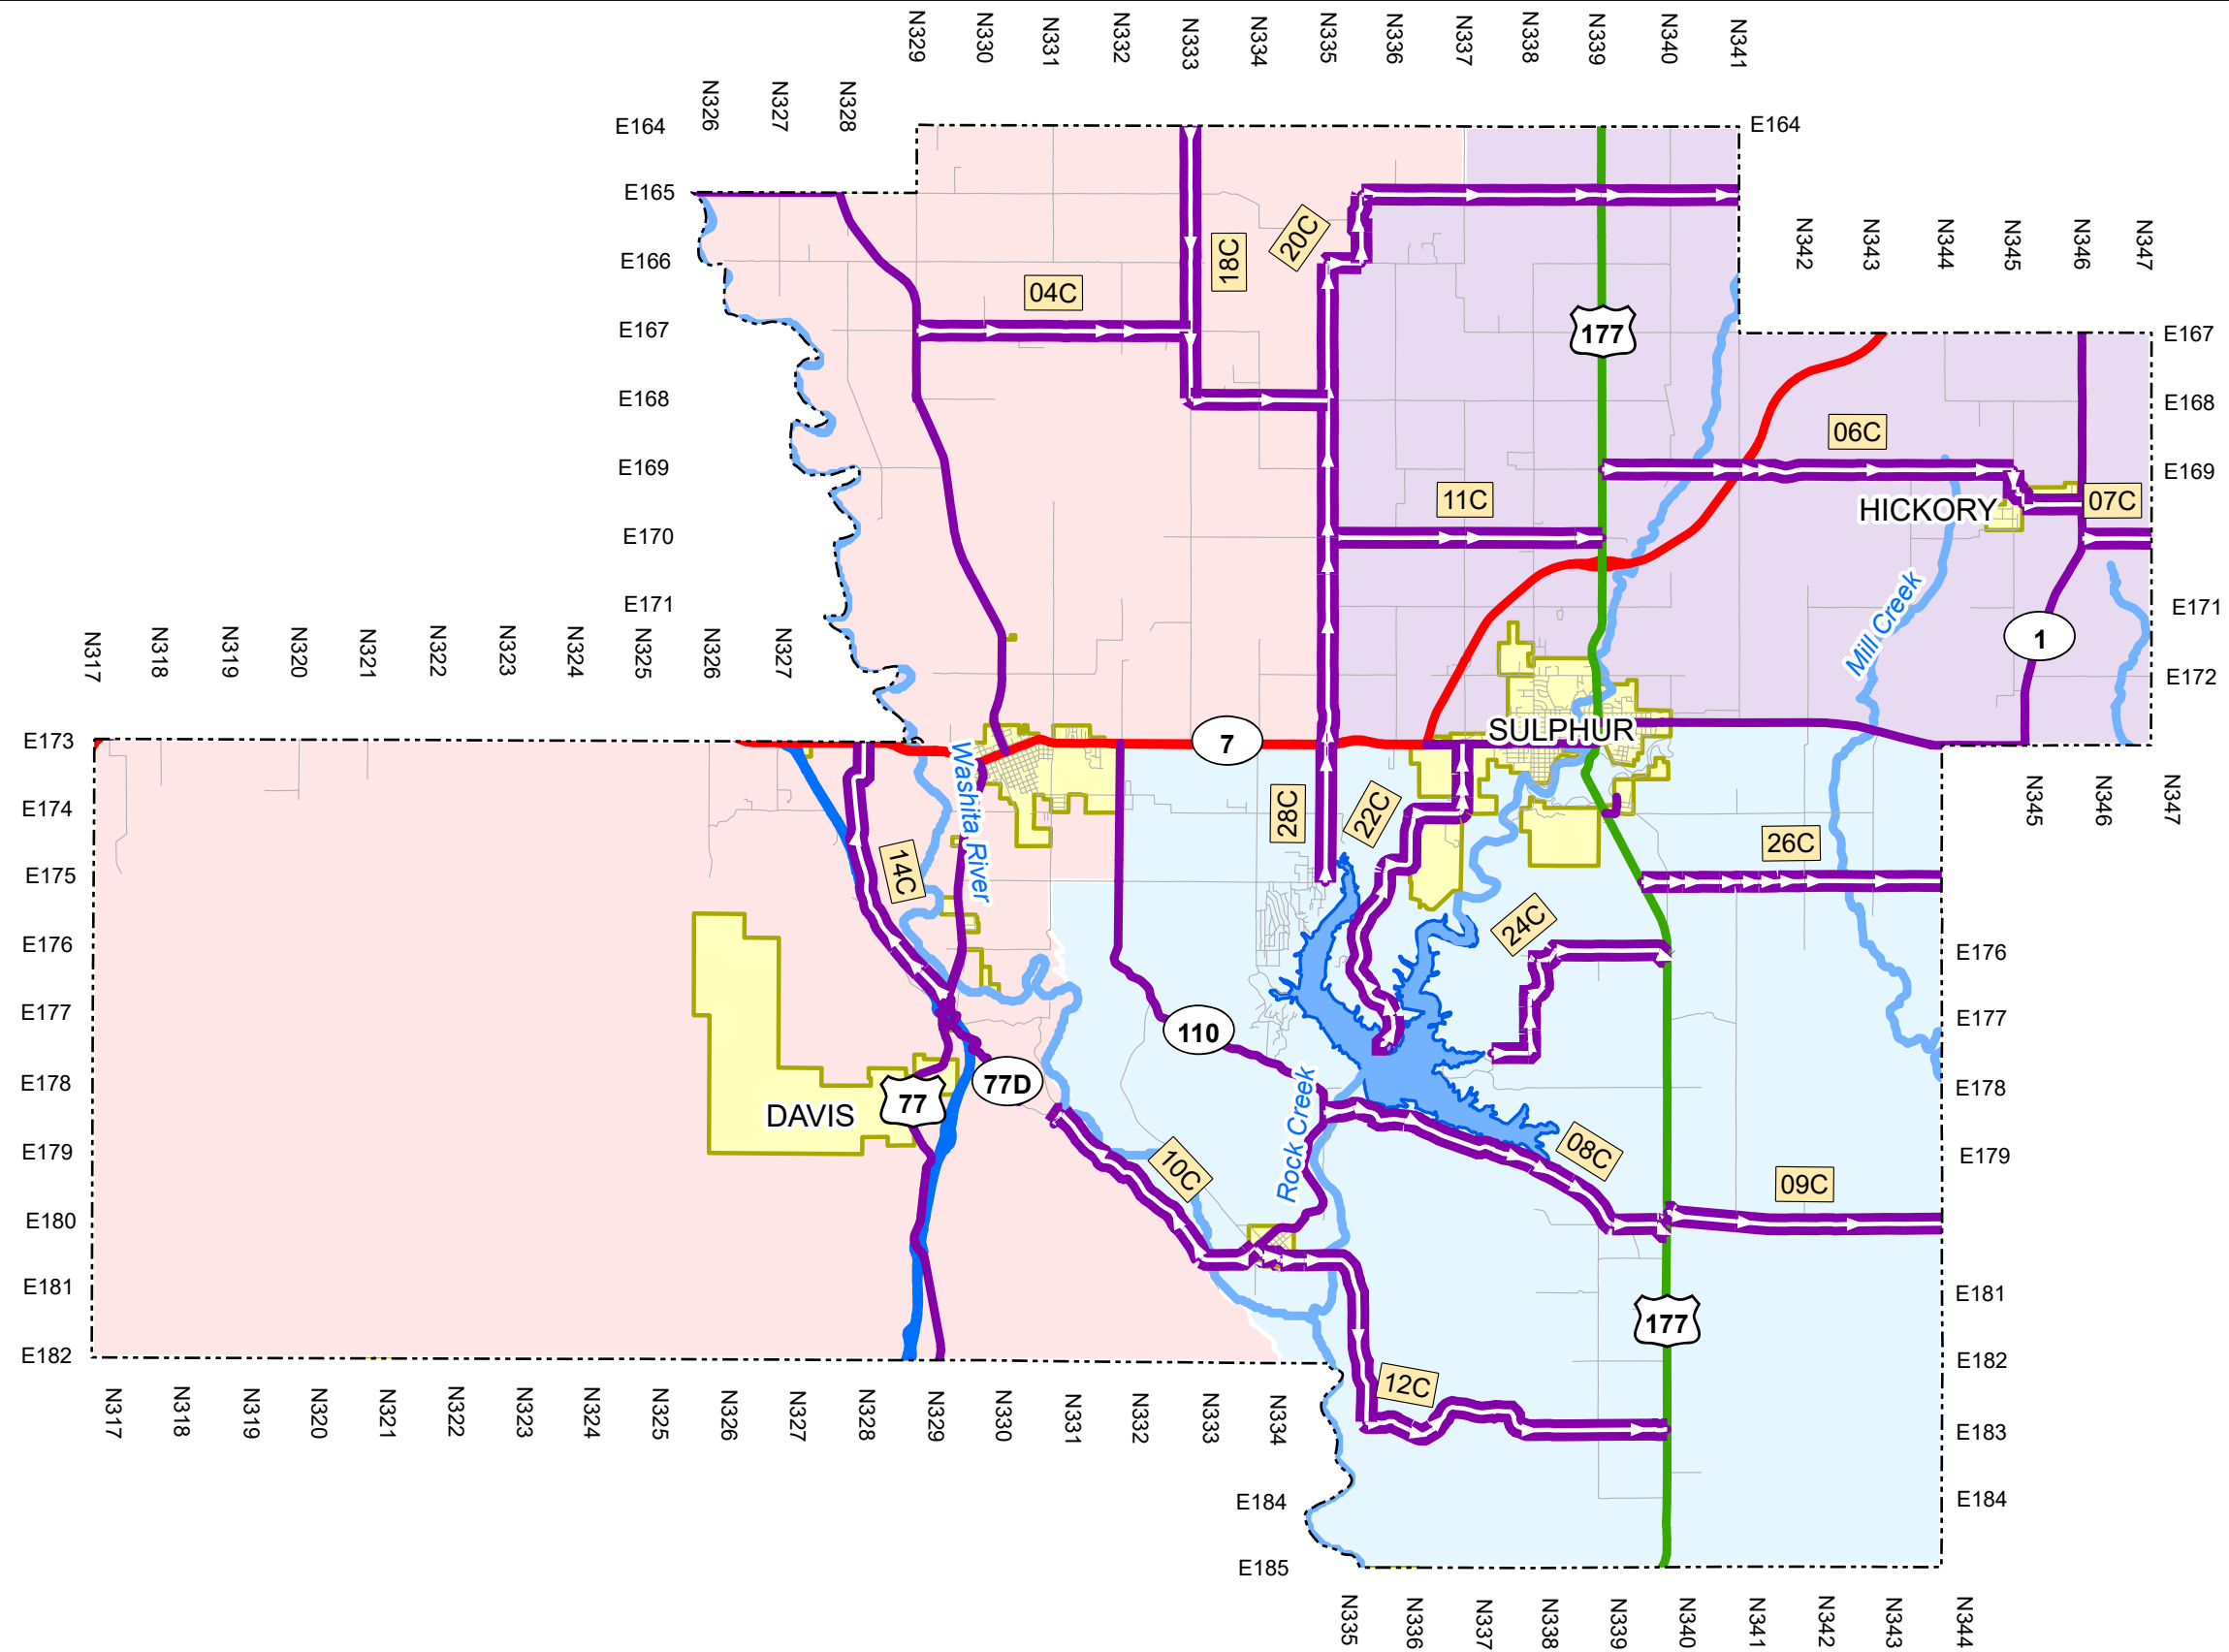 N329 N330 N331 N332 N333 N334 N335 N336 N337 N338 N339 N340 N341
N326 N327 N328
E164 E164
E165
N342 N343 N344 N345 N346 N347
20C
18C
E166
04C
E167 177 E167
E168 E168
06C
E169 E169
11C HICKORY 07C
E170
E171 E171
Mill Creek
1
N317 N318 N319 N320 N321 N322 N323 N324 N325 N326 N327
E172
SULPHUR
E173 7
Washita River
E174 28C 22C N345 N346 N347
26C
E175 14C
24C
E176 E176
E177 110 E177
E178 77D E178
DAVIS 77
Rock Creek
E179 10C 08C E179
09C
E180
E181 E181
177
E182 E182
12C
N317 N318 N319 N320 N321 N322 N323 N324 N325 N326 N327 N328 N329 N330 N331 N332 N333 N334
E183
E184 E184
E185
N335 N336 N337 N338 N339 N340 N341 N342 N343 N344